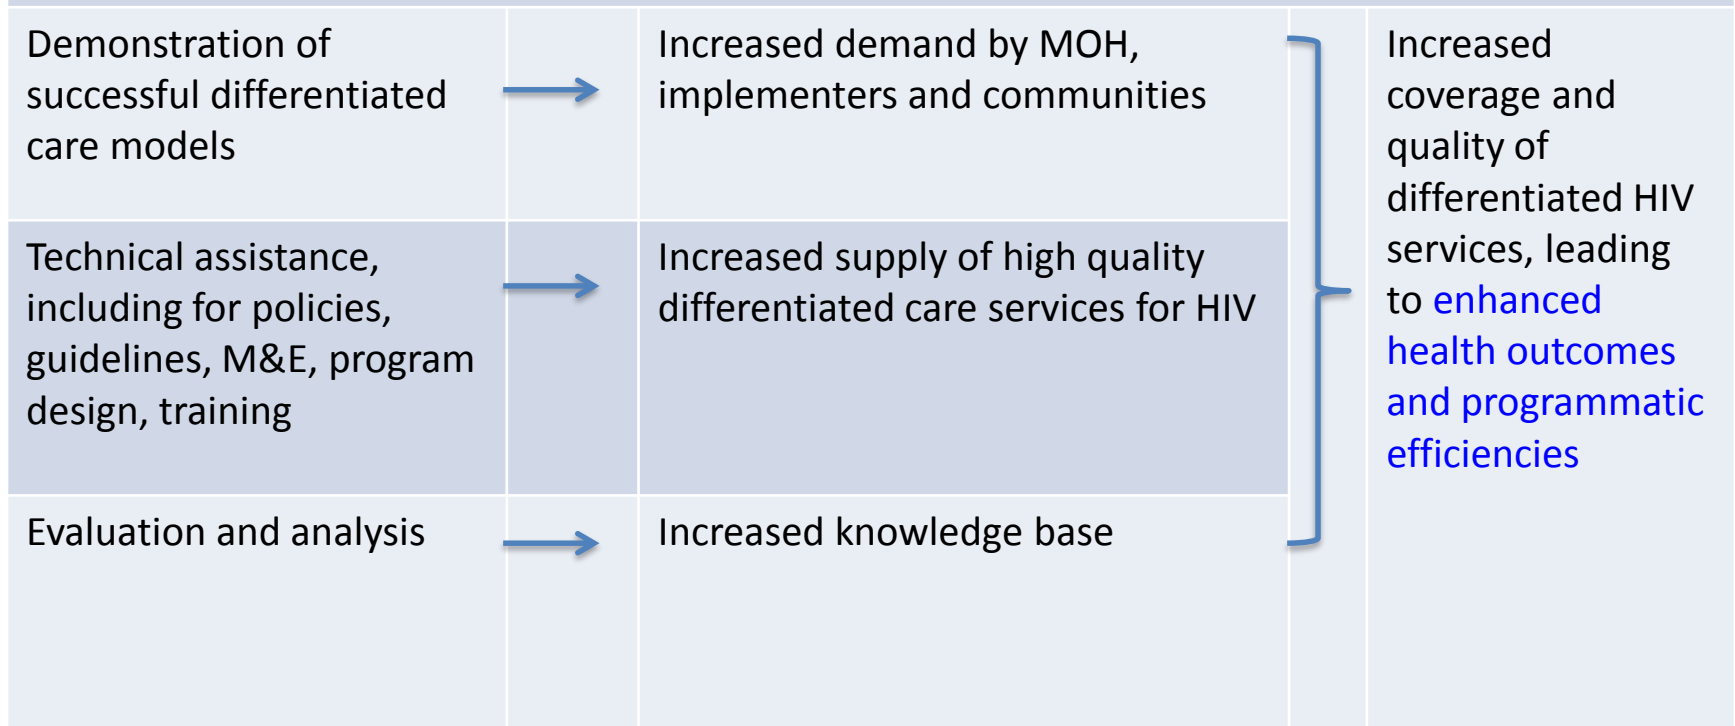 Demonstration of
successful differentiated
care models
Increased demand by MOH,
implementers and communities
Technical assistance,
including for policies,
guidelines, M&E, program
design, training
Increased supply of high quality
differentiated care services for HIV
Evaluation and analysis
Increased knowledge base
Increased
coverage and
quality of
differentiated HIV
services, leading
to enhanced
health outcomes
and programmatic
efficiencies